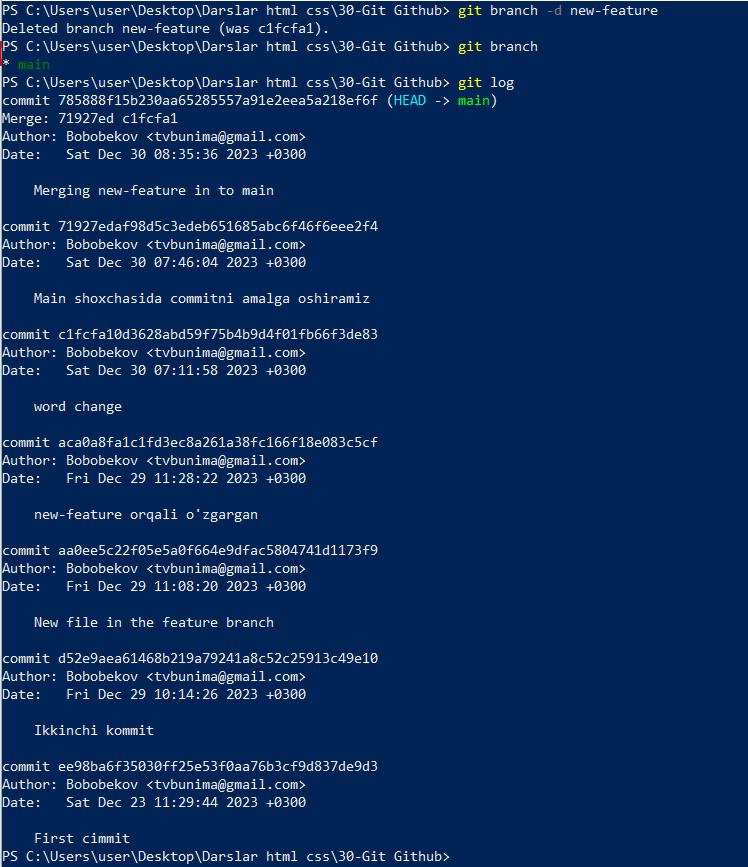 PS C:\Users\user\Desktop\Darslar html css\30-Git Github> git branch -d new-feature
Deleted branch new-feature (was c1fcfa1).
PS C:\Users\user\Desktop\Darslar html css\30-Git Github> git branch
* main
PS C:\Users\user\Desktop\Darslar html css\30-Git Github> git log
commit 785888f15b230aa65285557a91e2eea5a218ef6f (HEAD -> main)
Merge: 71927ed c1fcfa1
Author: Bobobekov <tvbunima@gmail.com>
Date:   Sat Dec 30 08:35:36 2023 +0300
    Merging new-feature in to main
commit 71927edaf98d5c3edeb651685abc6f46f6eee2f4
Author: Bobobekov <tvbunima@gmail.com>
Date:   Sat Dec 30 07:46:04 2023 +0300
    Main shoxchasida commitni amalga oshiramiz
commit c1fcfa10d3628abd59f75b4b9d4f01fb66f3de83
Author: Bobobekov <tvbunima@gmail.com>
Date:   Sat Dec 30 07:11:58 2023 +0300
    word change
commit aca0a8fa1c1fd3ec8a261a38fc166f18e083c5cf
Author: Bobobekov <tvbunima@gmail.com>
Date:   Fri Dec 29 11:28:22 2023 +0300
    new-feature orqali o'zgargan
commit aa0ee5c22f05e5a0f664e9dfac5804741d1173f9
Author: Bobobekov <tvbunima@gmail.com>
Date:   Fri Dec 29 11:08:20 2023 +0300
    New file in the feature branch
commit d52e9aea61468b219a79241a8c52c25913c49e10
Author: Bobobekov <tvbunima@gmail.com>
Date:   Fri Dec 29 10:14:26 2023 +0300
    Ikkinchi kommit
commit ee98ba6f35030ff25e53f0aa76b3cf9d837de9d3
Author: Bobobekov <tvbunima@gmail.com>
Date:   Sat Dec 23 11:29:44 2023 +0300
    First cimmit
PS C:\Users\user\Desktop\Darslar html css\30-Git Github>